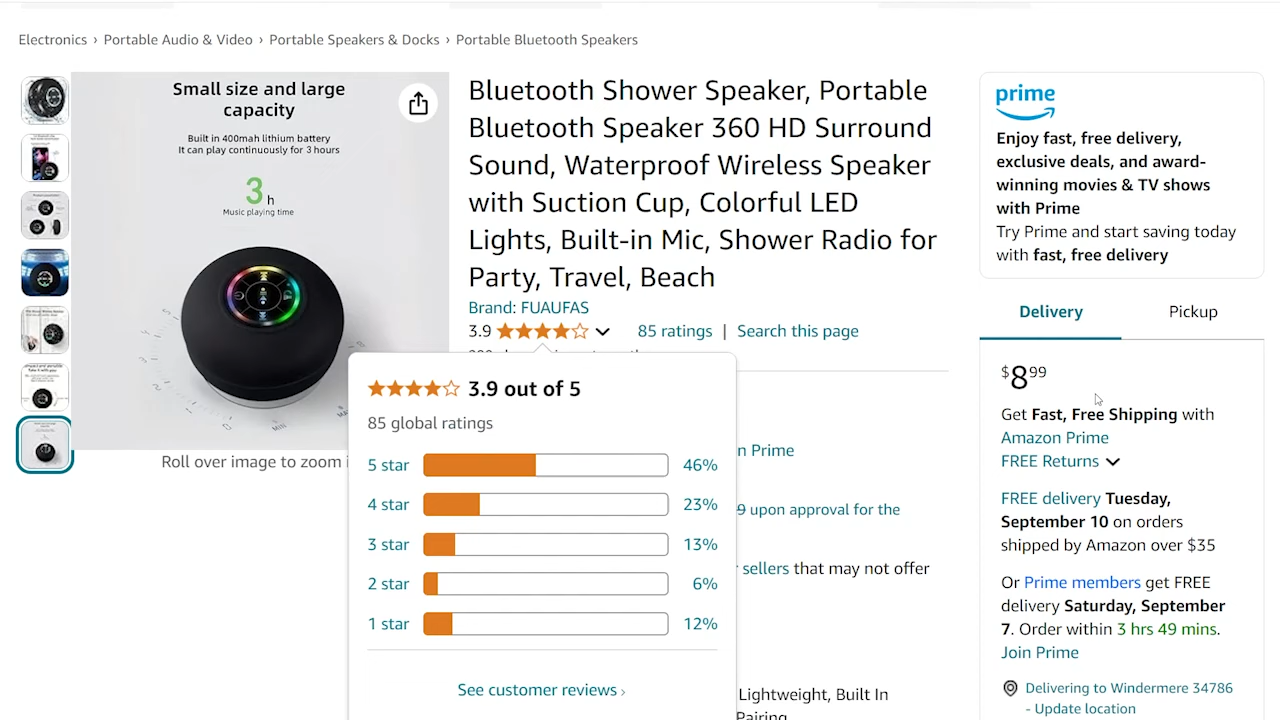 Electronics › Portable Audio & Video › Portable Speakers & Docks › Portable Bluetooth Speakers
Small size and large
capacity
Built in 400mah lithium battery
It can play continuously for 3 hours
3 h
Music playing time
MIN
Roll over image to zoom i
Bluetooth Shower Speaker, Portable
Bluetooth Speaker 360 HD Surround
Sound, Waterproof Wireless Speaker
with Suction Cup, Colorful LED
Lights, Built-in Mic, Shower Radio for
Party, Travel, Beach
Brand: FUAUFAS
3.9
85 ratings | Search this page
3.9 out of 5
85 global ratings
5 star 46%
4 star 23%
3 star 13%
2 star 6%
1 star 12%
See customer reviews ›
n Prime
9 upon approval for the
sellers that may not offer
Lightweight, Built In
Pairing
prime
Enjoy fast, free delivery,
exclusive deals, and award-
winning movies & TV shows
with Prime
Try Prime and start saving today
with fast, free delivery
Delivery Pickup
$8 99
Get Fast, Free Shipping with
Amazon Prime
FREE Returns
FREE delivery Tuesday,
September 10 on orders
shipped by Amazon over $35
Or Prime members get FREE
delivery Saturday, September
7. Order within 3 hrs 49 mins.
Join Prime
Delivering to Windermere 34786
- Update location